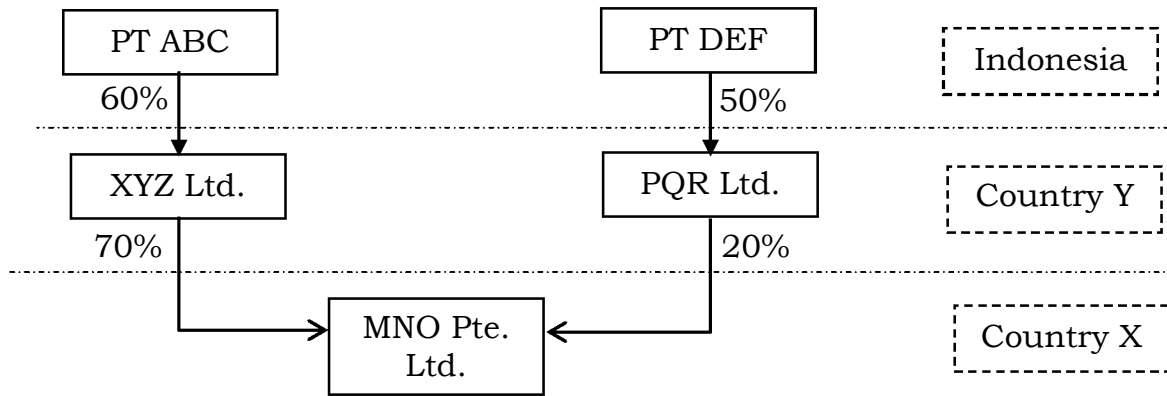 PT ABC
PT DEF
Indonesia
60%
50%
XYZ Ltd.
PQR Ltd.
Country Y
70%
20%
MNO Pte.
Ltd.
Country X